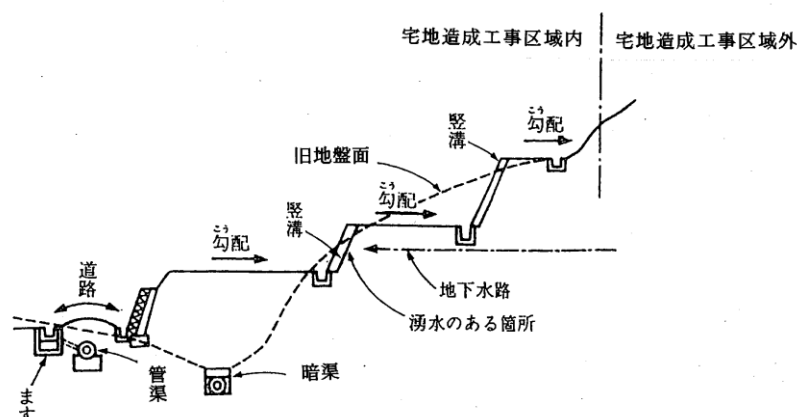 宅地造成工事区域内
宅地造成工事区域外
こう
勾配
竪溝
旧地盤面
こう
勾配
竪溝
こう
勾配
道路
地下水路
湧水のある箇所
暗渠
管渠
ます